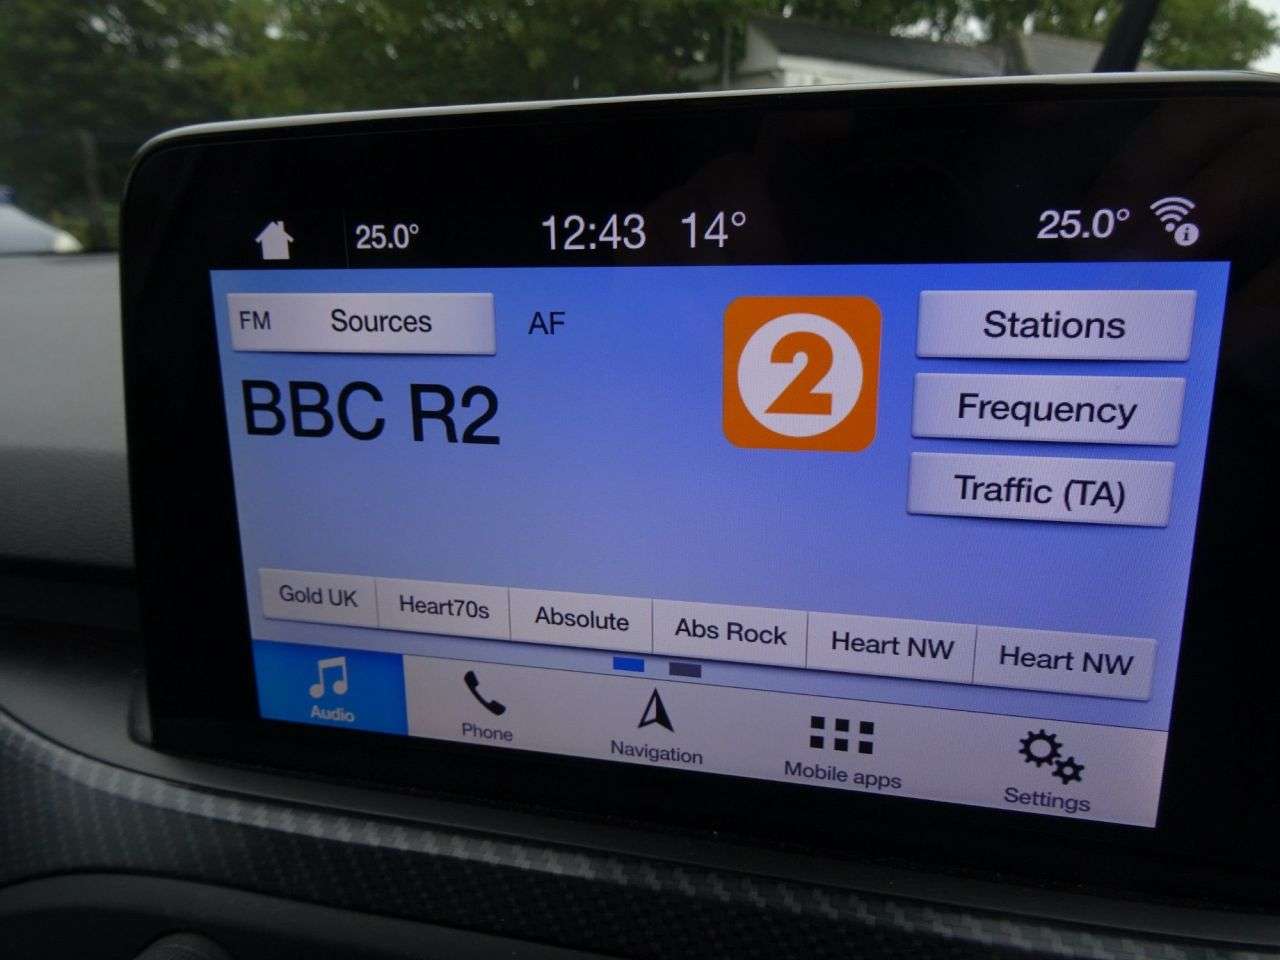 25.0° 12:43 14° 25.0°
FM Sources AF
2
Stations
BBC R2
Frequency
Traffic (TA)
Gold UK Heart70s Absolute Abs Rock Heart NW Heart NW
Audio Phone Navigation Mobile apps Settings